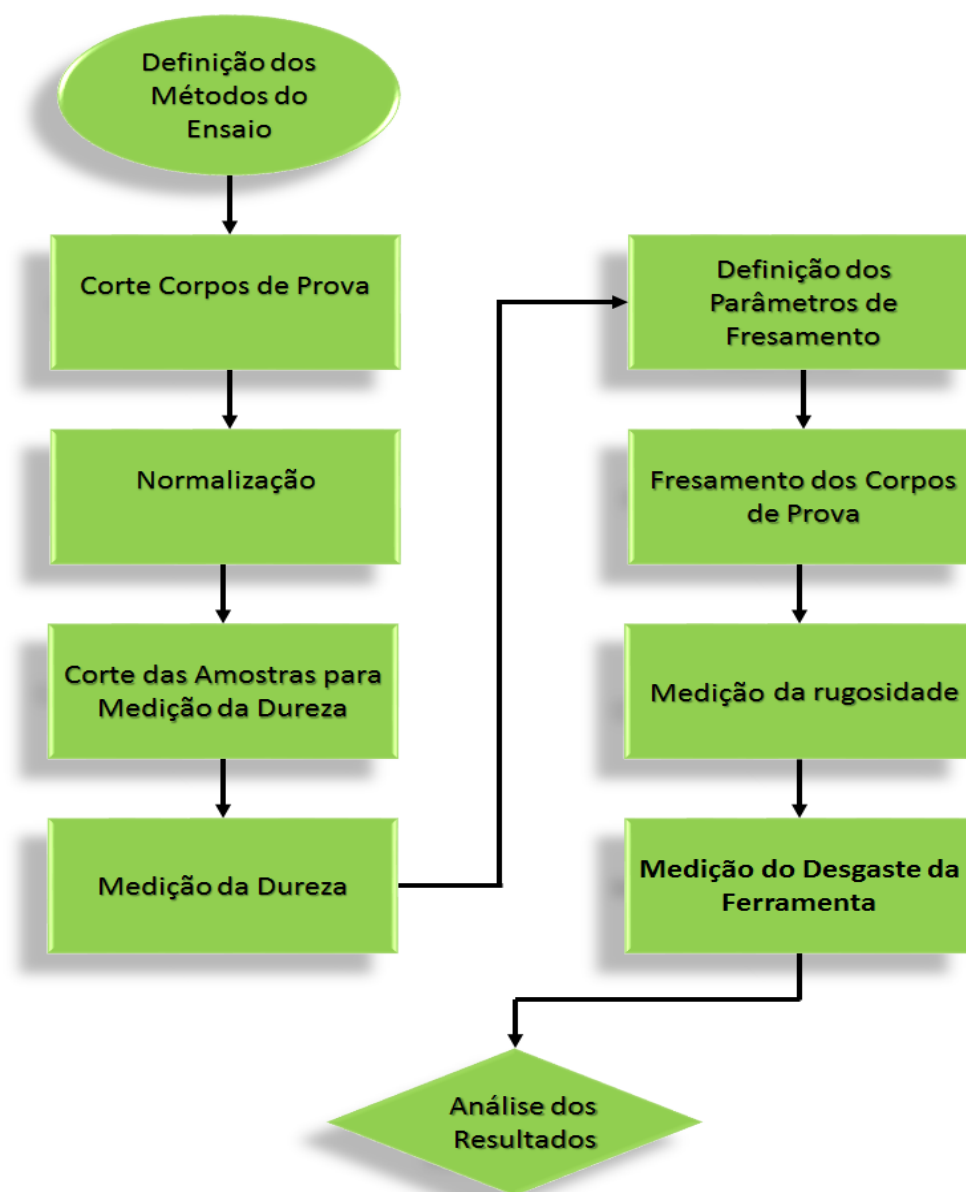 Definição dos
Métodos do
Ensaio
Corte Corpos de Prova
Normalização
Corte das Amostras para
Medição da Dureza
Medição da Dureza
Definição dos
Parâmetros de
Fresamento
Fresamento dos Corpos
de Prova
Medição da rugosidade
Medição do Desgaste da
Ferramenta
Análise dos
Resultados